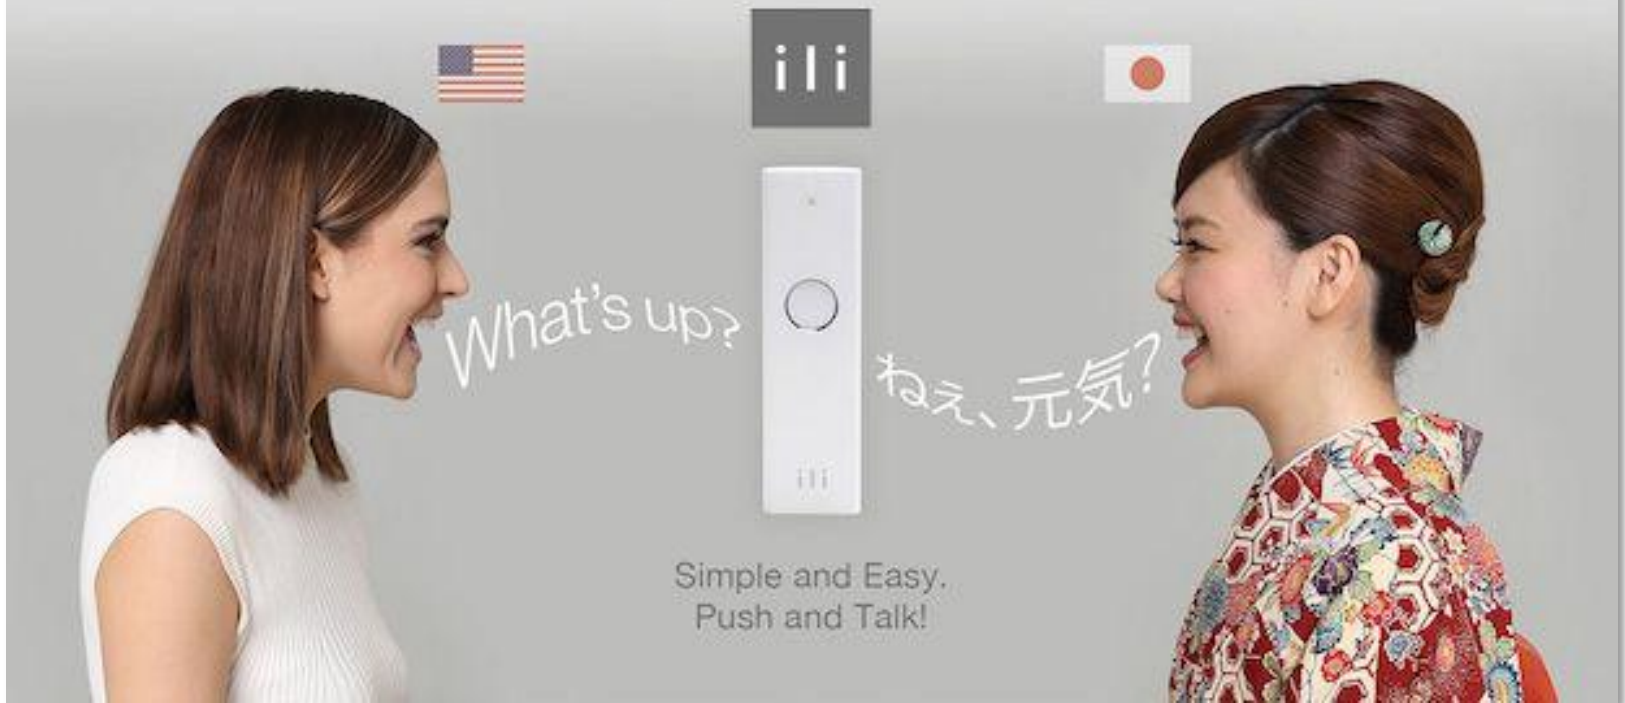 ili
What's up?
ねぇ、元気?
ili
Simple and Easy.
Push and Talk!